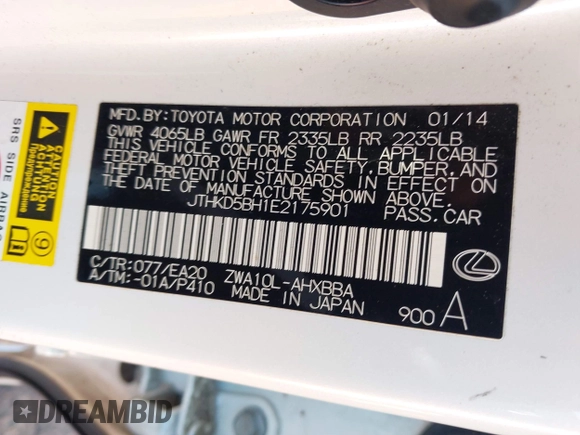 MFD. BY: TOYOTA MOTOR CORPORATION 01/14
GVWR 4065LB GAWR FR 2335LB RR 2235LB
THIS VEHICLE CONFORMS TO ALL APPLICABLE
FEDERAL MOTOR VEHICLE SAFETY, BUMPER, AND
THEFT PREVENTION STANDARDS IN EFFECT ON
THE DATE OF MANUFACTURE SHOWN ABOVE.
JTHKD5BH1E2175901 PASS. CAR
C/TR: 077/EA20 ZWA10L-AHXBBA
A/TM: -01A/P410 MADE IN JAPAN
900 A
SRS SIDE AIRBAG
CAUTION
ATTENTION
9
DREAMBID